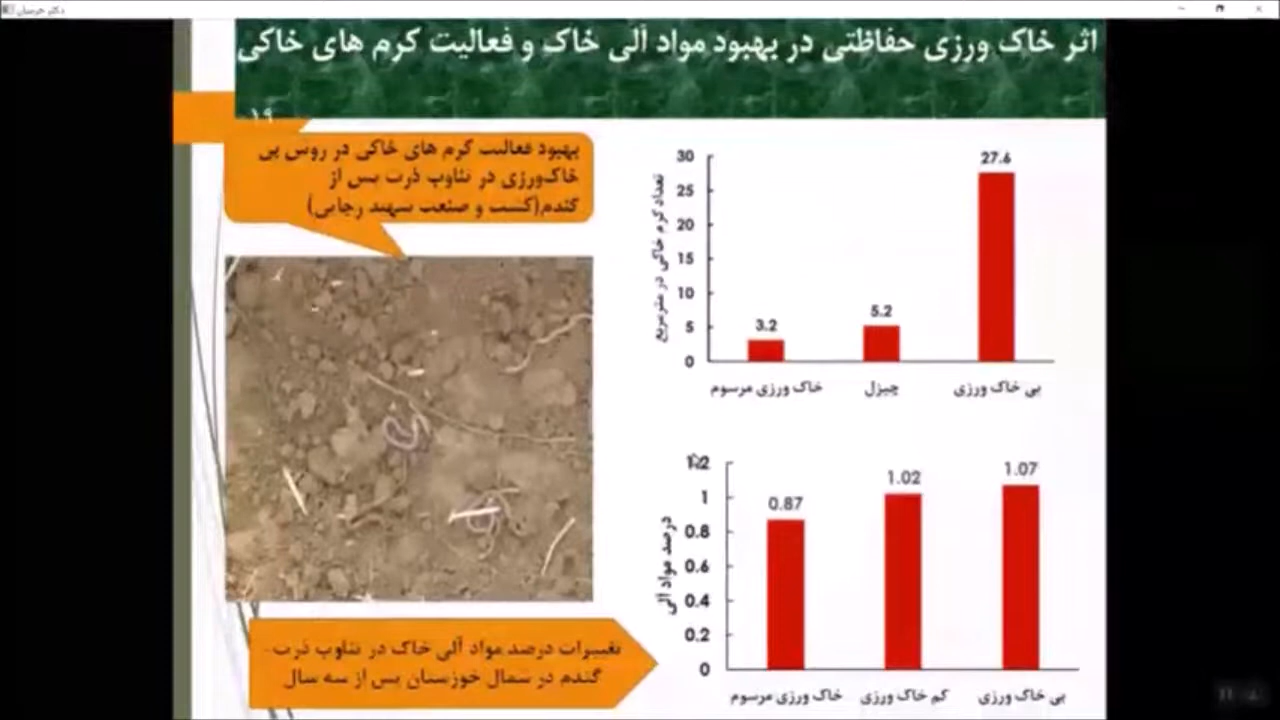 دکتر خرسان
اثر خاک ورزی حفاظتی در بهبود مواد آلی خاک و فعالیت کرم های خاکی
۱۹
بهبود فعالیت کرم های خاکی در روش بی
خاک‌ورزی در تناوب ذرت پس از
گندم(کشت و صنعت شهید رجایی)
تعداد کرم خاکی در مترمربع
30
25
20
15
10
5
0
3.2
5.2
27.6
خاک ورزی مرسوم
چیزل
بی خاک ورزی
درصد مواد آلی
1.2
1
0.8
0.6
0.4
0.2
0
0.87
1.02
1.07
خاک ورزی مرسوم
کم خاک ورزی
بی خاک ورزی
تغییرات درصد مواد آلی خاک در تناوب ذرت-
گندم در شمال خوزستان پس از سه سال